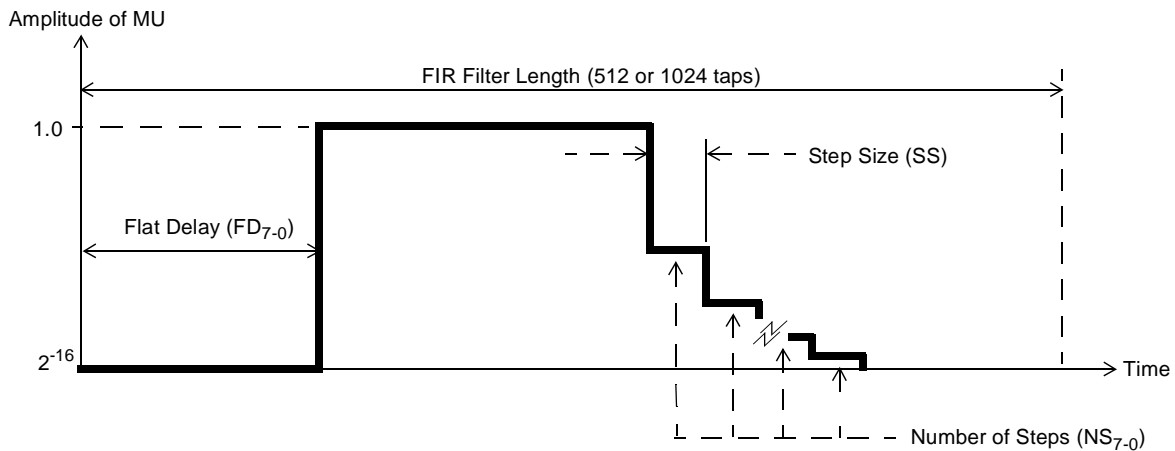 Amplitude of MU
FIR Filter Length (512 or 1024 taps)
1.0
Step Size (SS)
Flat Delay (FD7-0)
2-16
Time
Number of Steps (NS7-0)